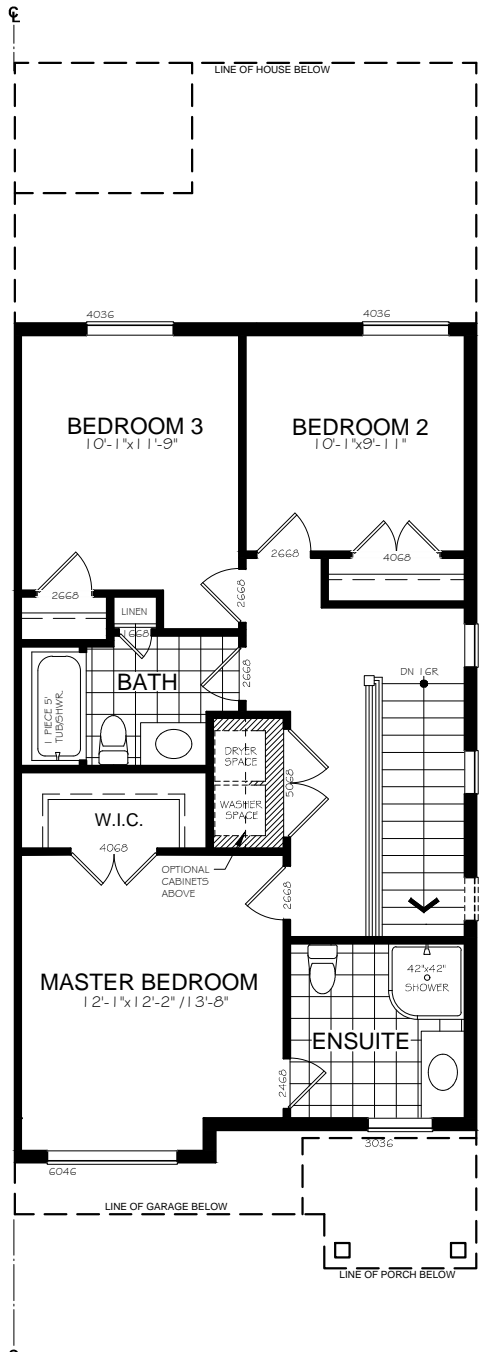 LINE OF HOUSE BELOW
4036
4036
BEDROOM 3
10'-1"x11'-9"
BEDROOM 2
10'-1"x9'-11"
2668
4068
2668
2668
LINEN
1668
2668
BATH
1 PIECE 5'
TUB/SHWR.
DN 16R
DRYER
SPACE
5068
WASHER
SPACE
W.I.C.
4068
OPTIONAL
CABINETS
ABOVE
2668
MASTER BEDROOM
12'-1"x12'-2"/13'-8"
42"x42"
SHOWER
ENSUITE
2468
3036
6046
LINE OF GARAGE BELOW
LINE OF PORCH BELOW